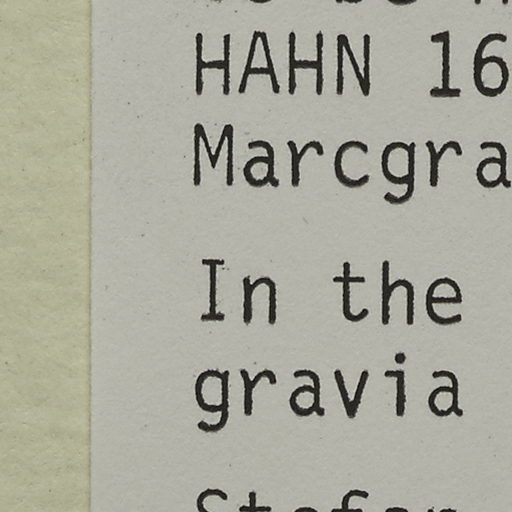 HAHN 16
Marcgra
In the
gravia